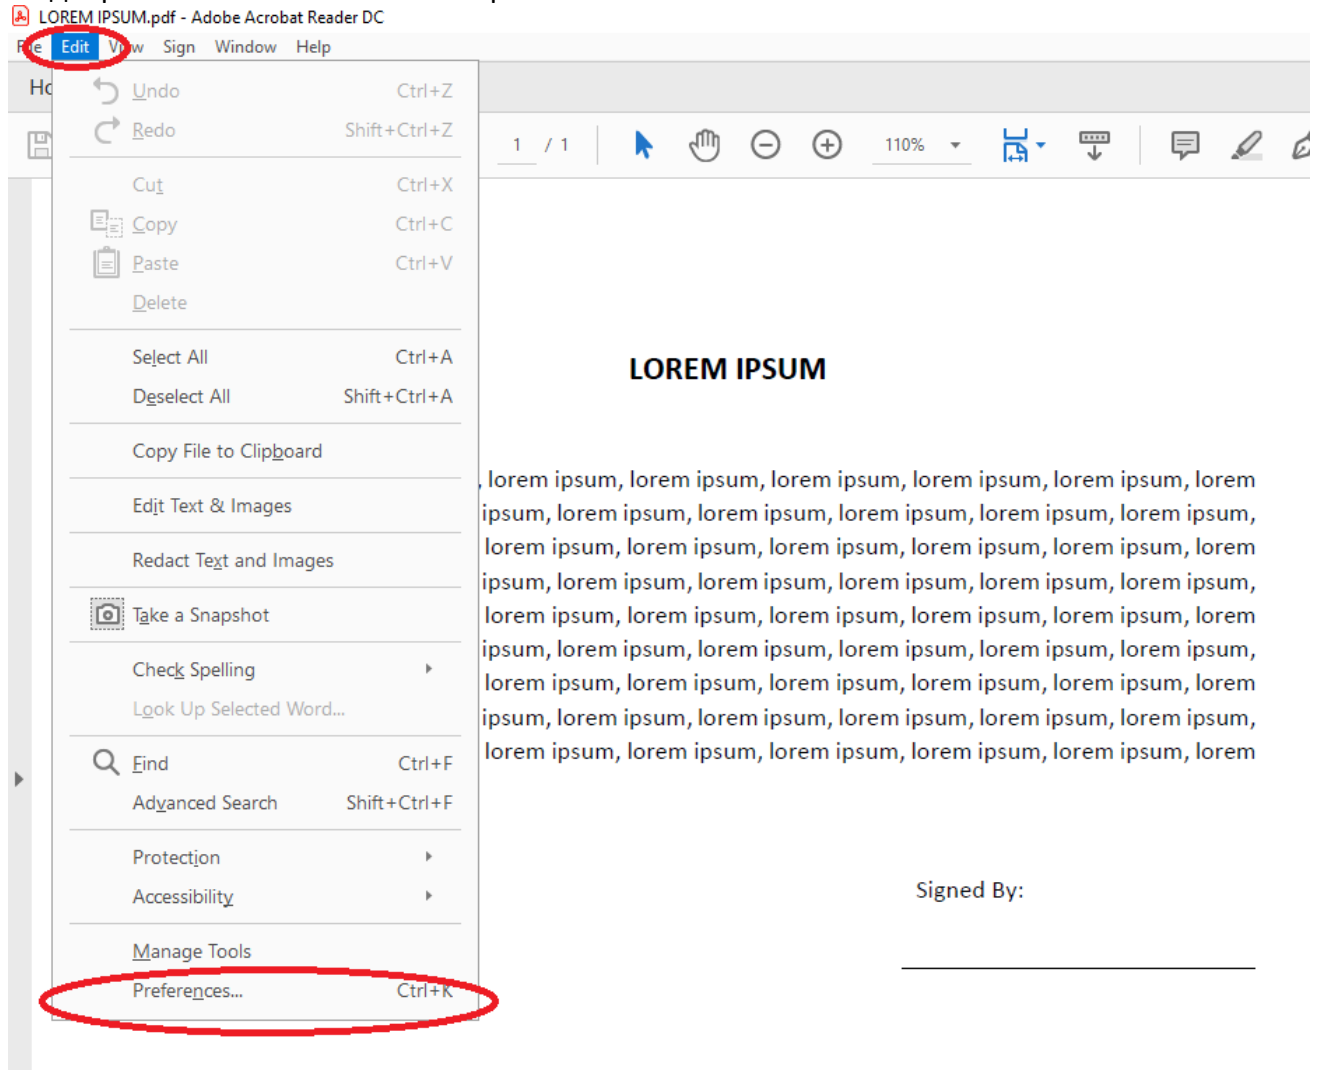 LOREM IPSUM.pdf - Adobe Acrobat Reader DC
Edit Sign Window Help
Undo Ctrl+Z
Redo Shift+Ctrl+Z
1 / 1 110%
Cut Ctrl+X
Copy Ctrl+C
Paste Ctrl+V
Delete
Select All Ctrl+A
Deselect All Shift+Ctrl+A
Copy File to Clipboard
Edit Text & Images
Redact Text and Images
Take a Snapshot
Check Spelling
Look Up Selected Word...
Find Ctrl+F
Advanced Search Shift+Ctrl+F
Protection
Accessibility
Manage Tools
Preferences... Ctrl+K
LOREM IPSUM
, lorem ipsum, lorem ipsum, lorem ipsum, lorem ipsum, lorem ipsum, lorem
ipsum, lorem ipsum, lorem ipsum, lorem ipsum, lorem ipsum, lorem ipsum,
lorem ipsum, lorem ipsum, lorem ipsum, lorem ipsum, lorem ipsum, lorem
ipsum, lorem ipsum, lorem ipsum, lorem ipsum, lorem ipsum, lorem ipsum,
lorem ipsum, lorem ipsum, lorem ipsum, lorem ipsum, lorem ipsum, lorem
ipsum, lorem ipsum, lorem ipsum, lorem ipsum, lorem ipsum, lorem ipsum,
lorem ipsum, lorem ipsum, lorem ipsum, lorem ipsum, lorem ipsum, lorem
ipsum, lorem ipsum, lorem ipsum, lorem ipsum, lorem ipsum, lorem ipsum,
lorem ipsum, lorem ipsum, lorem ipsum, lorem ipsum, lorem ipsum, lorem
Signed By: